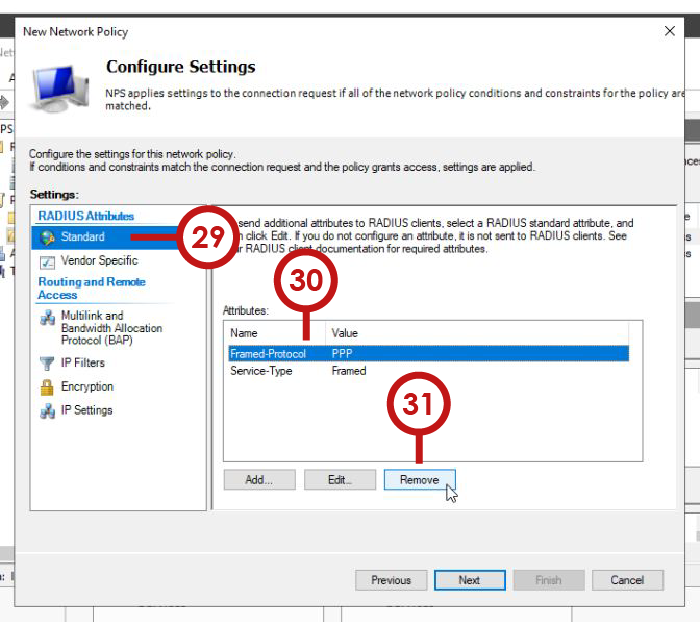 New Network Policy
Configure Settings
NPS applies settings to the connection request if all of the network policy conditions and constraints for the policy are
matched.
Configure the settings for this network policy.
If conditions and constraints match the connection request and the policy grants access, settings are applied.
Settings:
RADIUS Attributes
Standard
Vendor Specific
Routing and Remote
Access
Multilink and
Bandwidth Allocation
Protocol (BAP)
IP Filters
Encryption
IP Settings
29
send additional attributes to RADIUS clients, select a RADIUS standard attribute, and
click Edit. If you do not configure an attribute, it is not sent to RADIUS clients. See
RADIUS client documentation for required attributes.
30
Attributes:
Name Value
Framed-Protocol PPP
Service-Type Framed
31
Add... Edit... Remove
Previous Next Finish Cancel